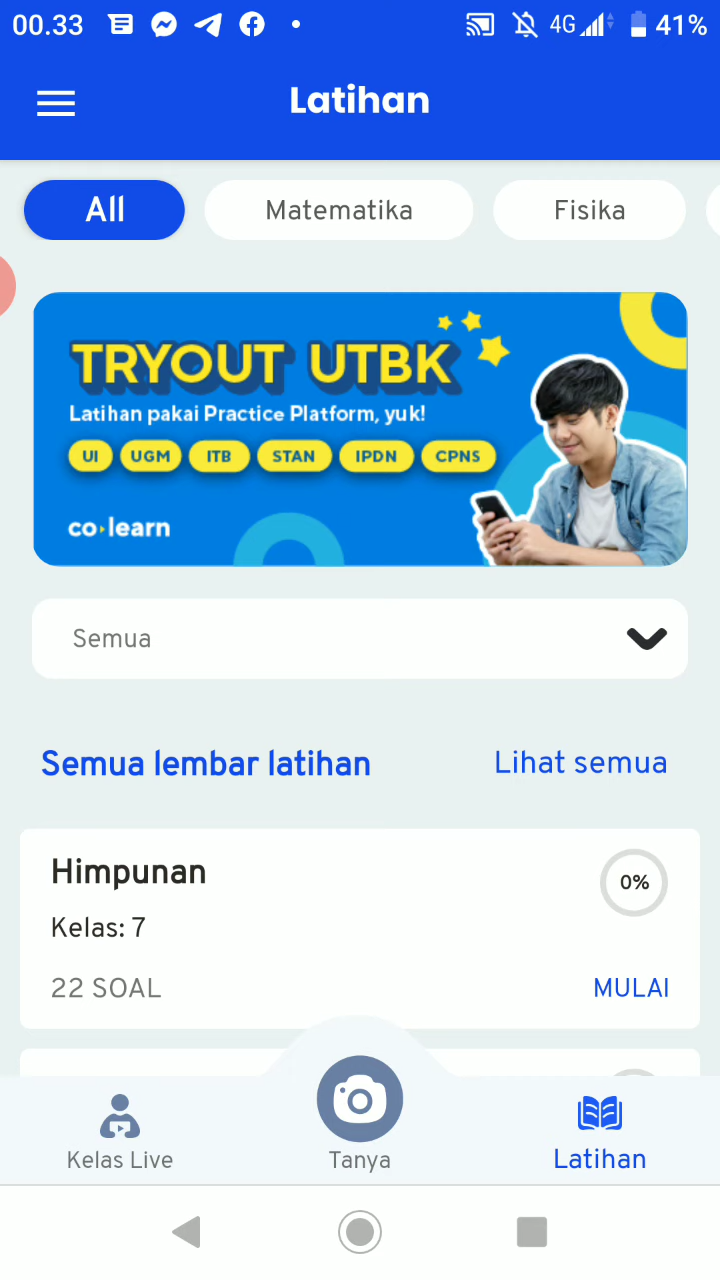 00.33
4G
41%
Latihan
All
Matematika
Fisika
TRYOUT UTBK
Latihan pakai Practice Platform, yuk!
UI
UGM
ITB
STAN
IPDN
CPNS
co learn
Semua
Semua lembar latihan
Lihat semua
Himpunan
0%
Kelas: 7
22 SOAL
MULAI
Kelas Live
Tanya
Latihan